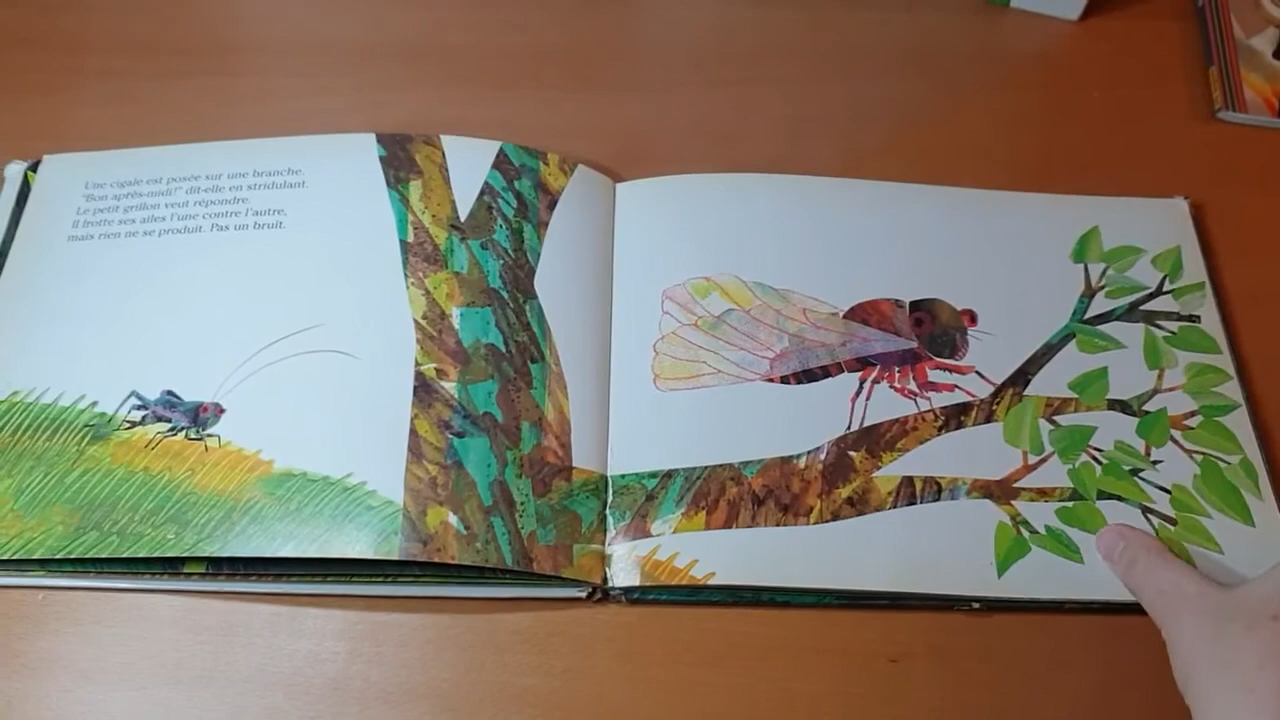 Une cigale est posée sur une branche.
"Bon après-midi!" dit-elle en stridulant.
Le petit grillon veut répondre.
Il frotte ses ailes l'une contre l'autre,
mais rien ne se produit. Pas un bruit.